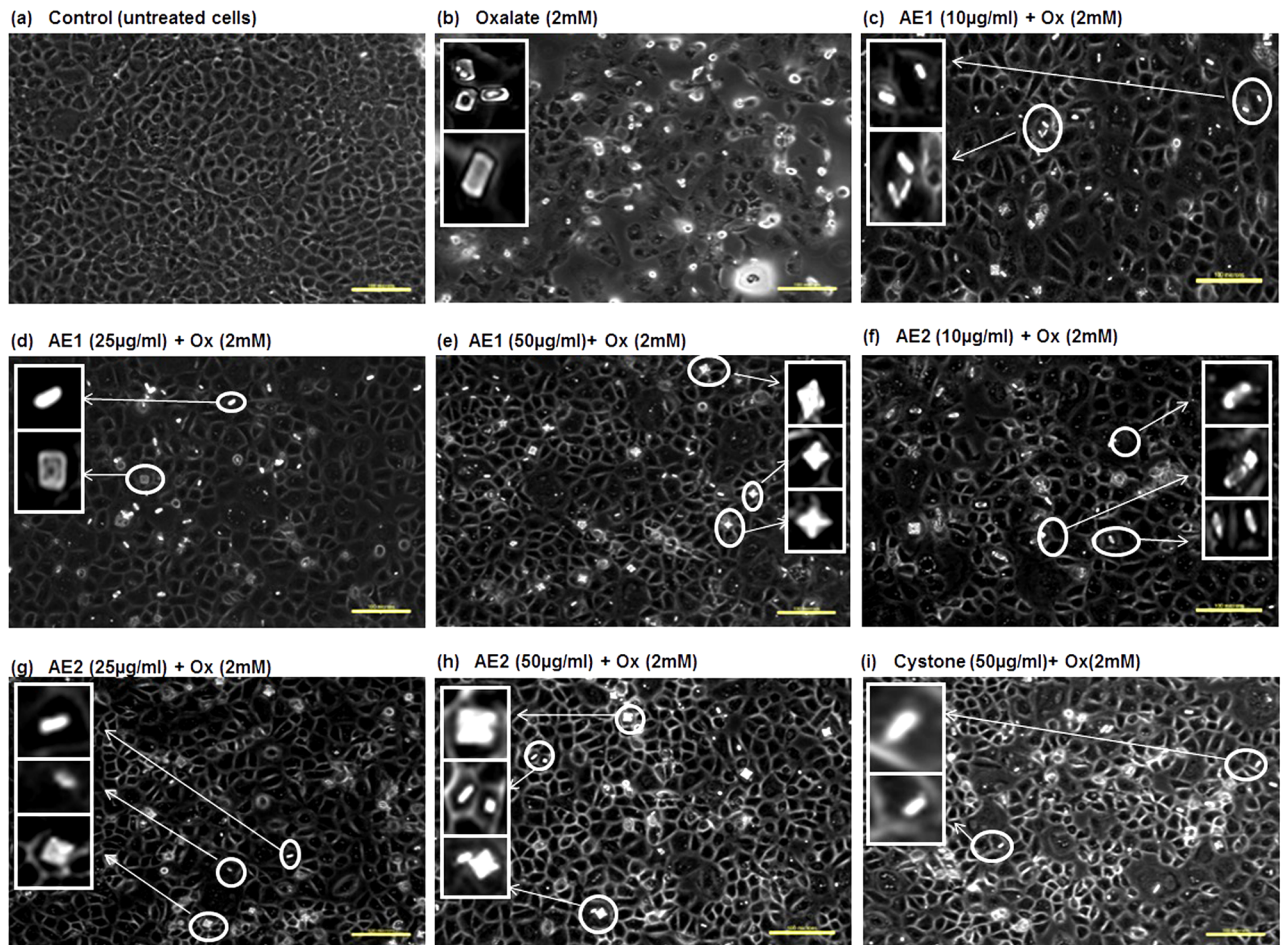 (a) Control (untreated cells)
(b) Oxalate (2mM)
(c) AE1 (10µg/ml) + Ox (2mM)
100 microns
(d) AE1 (25µg/ml) + Ox (2mM)
(e) AE1 (50µg/ml)+ Ox (2mM)
(f) AE2 (10µg/ml) + Ox (2mM)
(g) AE2 (25µg/ml) + Ox (2mM)
(h) AE2 (50µg/ml) + Ox (2mM)
(i) Cystone (50µg/ml)+ Ox(2mM)